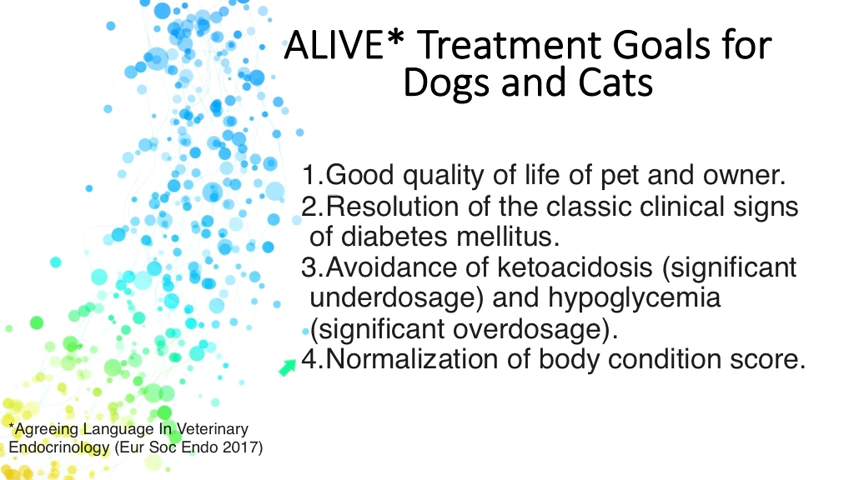 ALIVE* Treatment Goals for
Dogs and Cats
1.Good quality of life of pet and owner.
2.Resolution of the classic clinical signs
of diabetes mellitus.
3.Avoidance of ketoacidosis (significant
underdosage) and hypoglycemia
(significant overdosage).
4.Normalization of body condition score.
*Agreeing Language In Veterinary
Endocrinology (Eur Soc Endo 2017)